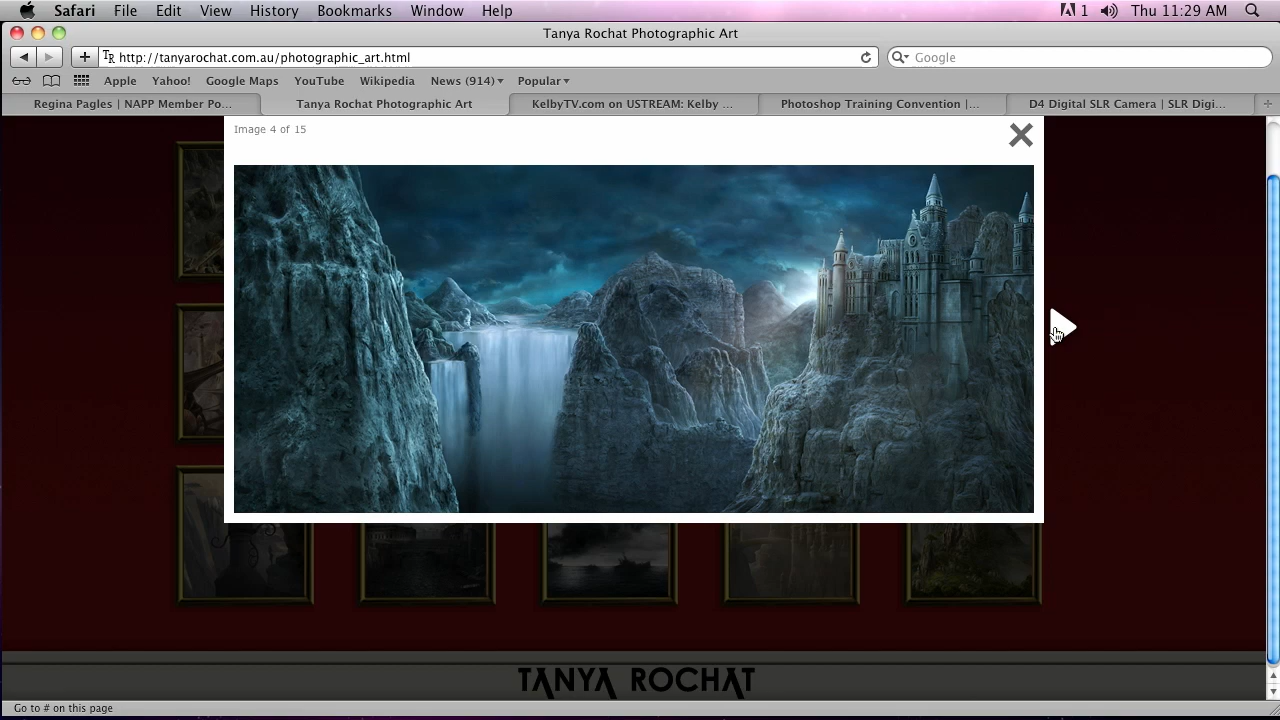 Safari File Edit View History Bookmarks Window Help 1 Thu 11:29 AM
Tanya Rochat Photographic Art
http://tanyarochat.com.au/photographic_art.html Google
Apple Yahoo! Google Maps YouTube Wikipedia News (914) Popular
Regina Pagles | NAPP Member Po... Tanya Rochat Photographic Art KelbyTV.com on USTREAM: Kelby ... Photoshop Training Convention |... D4 Digital SLR Camera | SLR Digi...
Image 4 of 15
TANYA ROCHAT
Go to # on this page